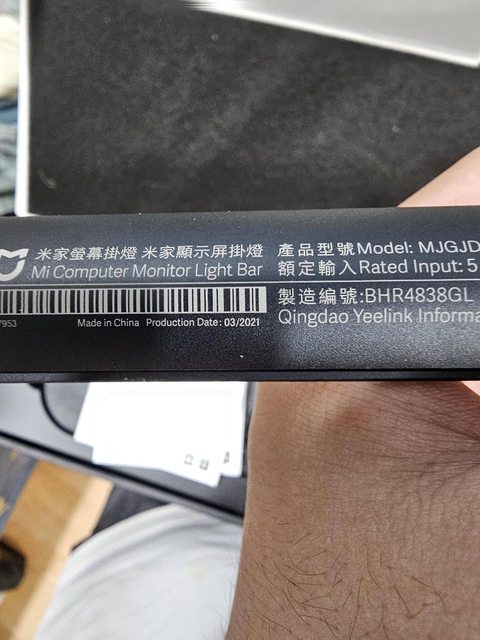 米家螢幕掛燈 米家顯示屏掛燈
Mi Computer Monitor Light Bar
7953
Made in China Production Date: 03/2021
產品型號Model: MJGJD
額定輸入Rated Input: 5
製造編號:BHR4838GL
Qingdao Yeelink Informa